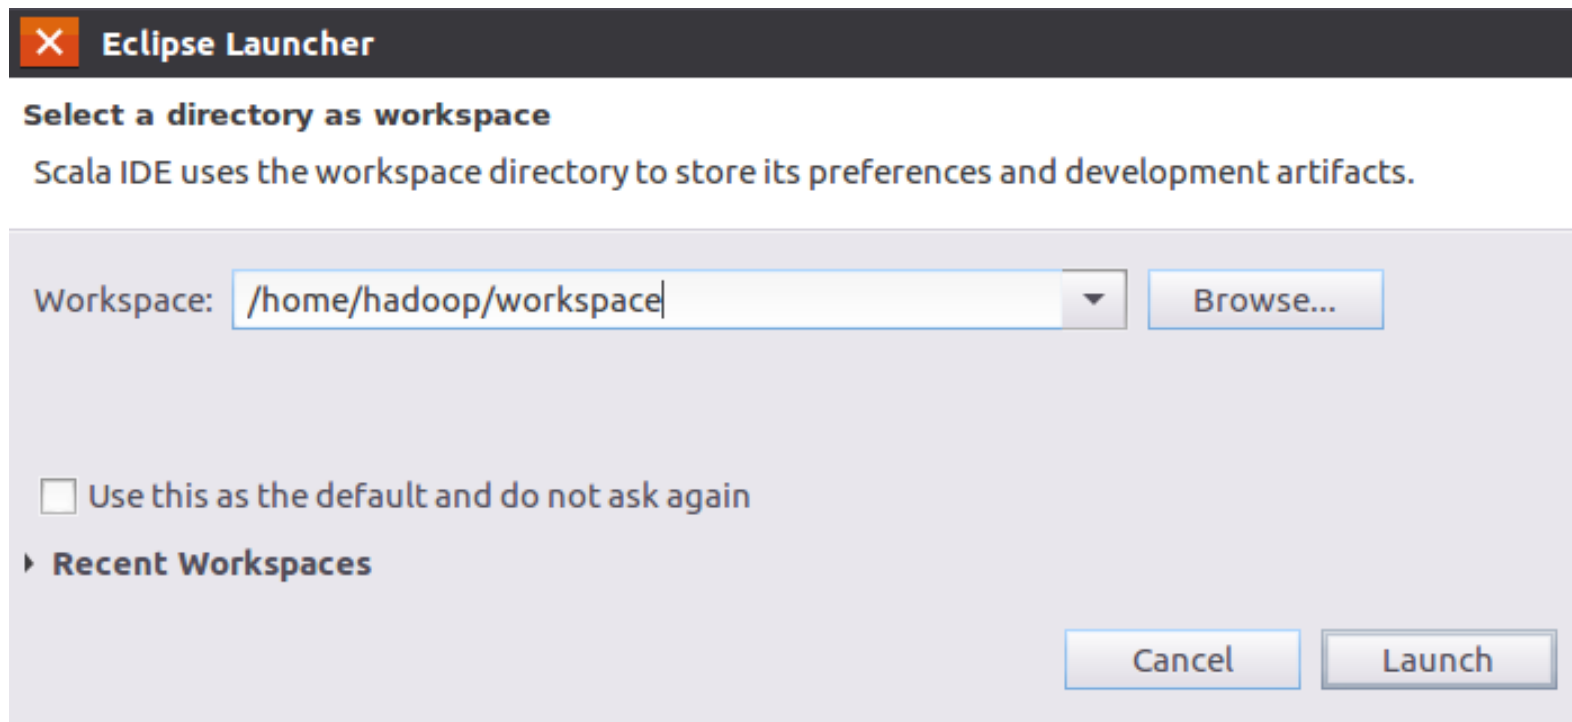 Eclipse Launcher
Select a directory as workspace
Scala IDE uses the workspace directory to store its preferences and development artifacts.
Workspace: /home/hadoop/workspace Browse...
Use this as the default and do not ask again
Recent Workspaces
Cancel Launch